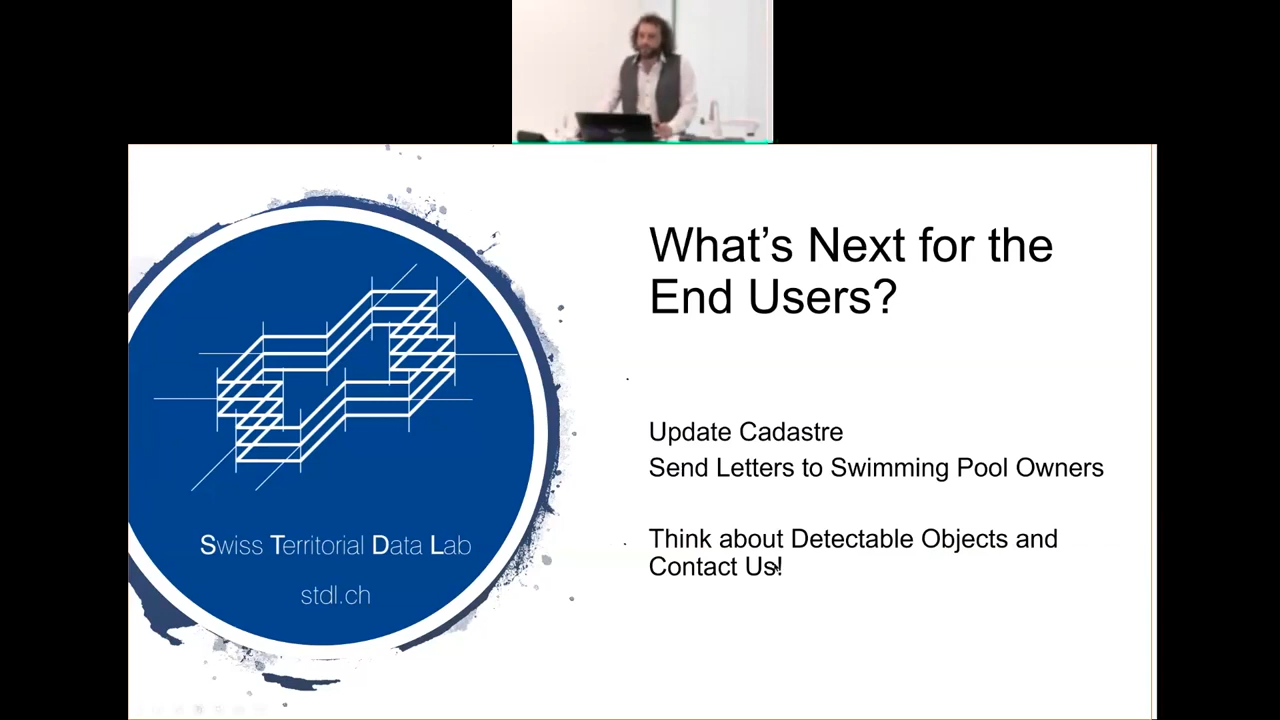 What’s Next for the
End Users?
Update Cadastre
Send Letters to Swimming Pool Owners
Think about Detectable Objects and
Contact Us!
Swiss Territorial Data Lab
stdl.ch